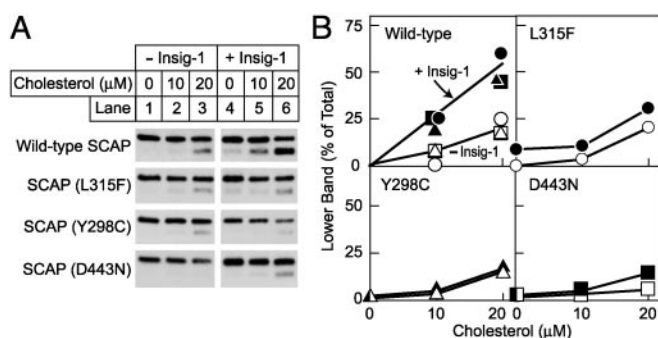 A
− Insig-1 + Insig-1
Cholesterol (μM) 0 10 20 0 10 20
Lane 1 2 3 4 5 6
Wild-type SCAP
SCAP (L315F)
SCAP (Y298C)
SCAP (D443N)
B
Wild-type L315F
75
50
25
0
+ Insig-1
− Insig-1
Y298C D443N
75
50
25
0
Lower Band (% of Total)
0 10 20 0 10 20
Cholesterol (μM)